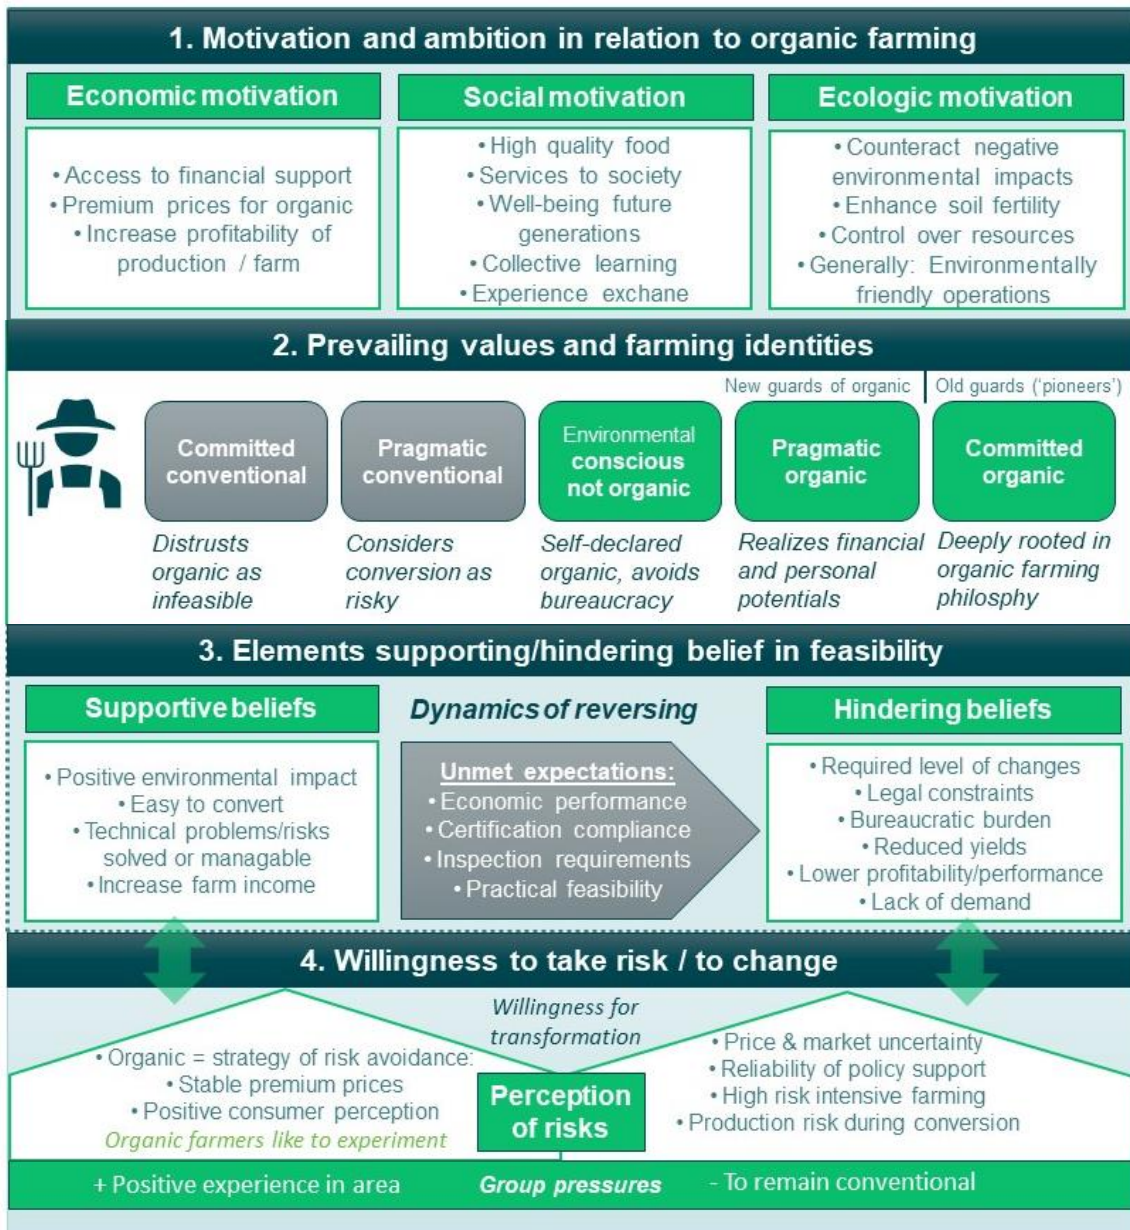 1. Motivation and ambition in relation to organic farming
Economic motivation
• Access to financial support
• Premium prices for organic
• Increase profitability of
production / farm
Social motivation
• High quality food
• Services to society
• Well-being future
generations
• Collective learning
• Experience exchane
Ecologic motivation
• Counteract negative
environmental impacts
• Enhance soil fertility
• Control over resources
• Generally: Environmentally
friendly operations
2. Prevailing values and farming identities
New guards of organic
Old guards ('pioneers')
Committed
conventional
Distrusts
organic as
infeasible
Pragmatic
conventional
Considers
conversion as
risky
Environmental
conscious
not organic
Self-declared
organic, avoids
bureaucracy
Pragmatic
organic
Realizes financial
and personal
potentials
Committed
organic
Deeply rooted in
organic farming
philosphy
3. Elements supporting/hindering belief in feasibility
Supportive beliefs
• Positive environmental impact
• Easy to convert
• Technical problems/risks
solved or managable
• Increase farm income
Dynamics of reversing
Unmet expectations:
• Economic performance
• Certification compliance
• Inspection requirements
• Practical feasibility
Hindering beliefs
• Required level of changes
• Legal constraints
• Bureaucratic burden
• Reduced yields
• Lower profitability/performance
• Lack of demand
4. Willingness to take risk / to change
Willingness for
transformation
• Organic = strategy of risk avoidance:
• Stable premium prices
• Positive consumer perception
Organic farmers like to experiment
Perception
of risks
• Price & market uncertainty
• Reliability of policy support
• High risk intensive farming
• Production risk during conversion
+ Positive experience in area
Group pressures
- To remain conventional